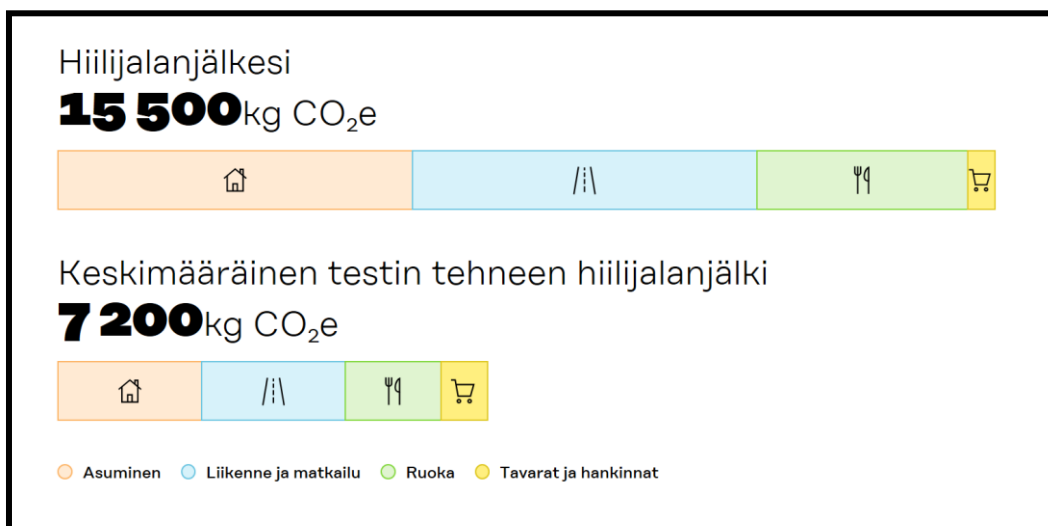 Hiilijalanjälkesi
15 500kg CO₂e
Keskimääräinen testin tehneen hiilijalanjälki
7 200kg CO₂e
Asuminen Liikenne ja matkailu Ruoka Tavarat ja hankinnat